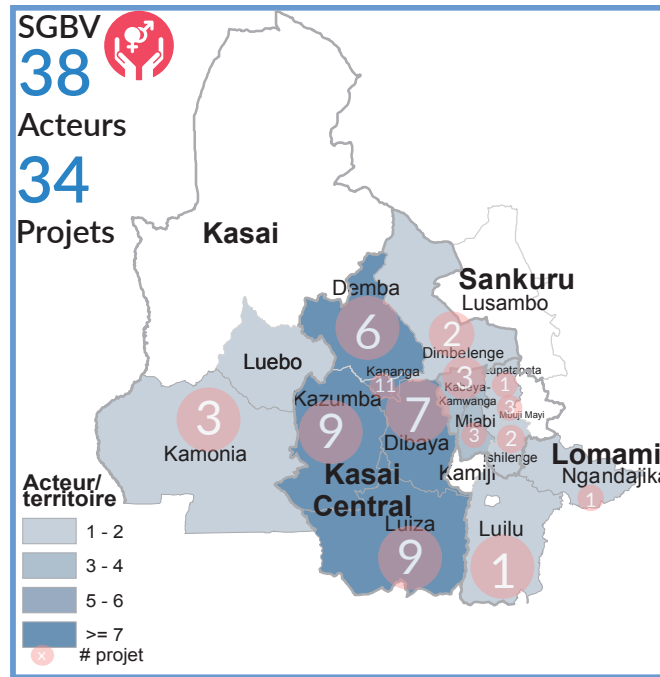 SGBV
38
Acteurs
34
Projets
Kasai
Sankuru
Lusambo
Demba
6
2
Dimbelenge
Luebo
Kananga
11
3
Lupatapata
1
Kabeya-
Kamwanga
3
Mbuji Mayi
Kazumba
9
7
Dibaya
Miabi
3
2
Tshilenge
3
Kamonia
Kasai
Central
Kamiji
Lomami
Ngandajika
1
Luiza
9
Luilu
1
Acteur/
territoire
1 - 2
3 - 4
5 - 6
>= 7
× # projet